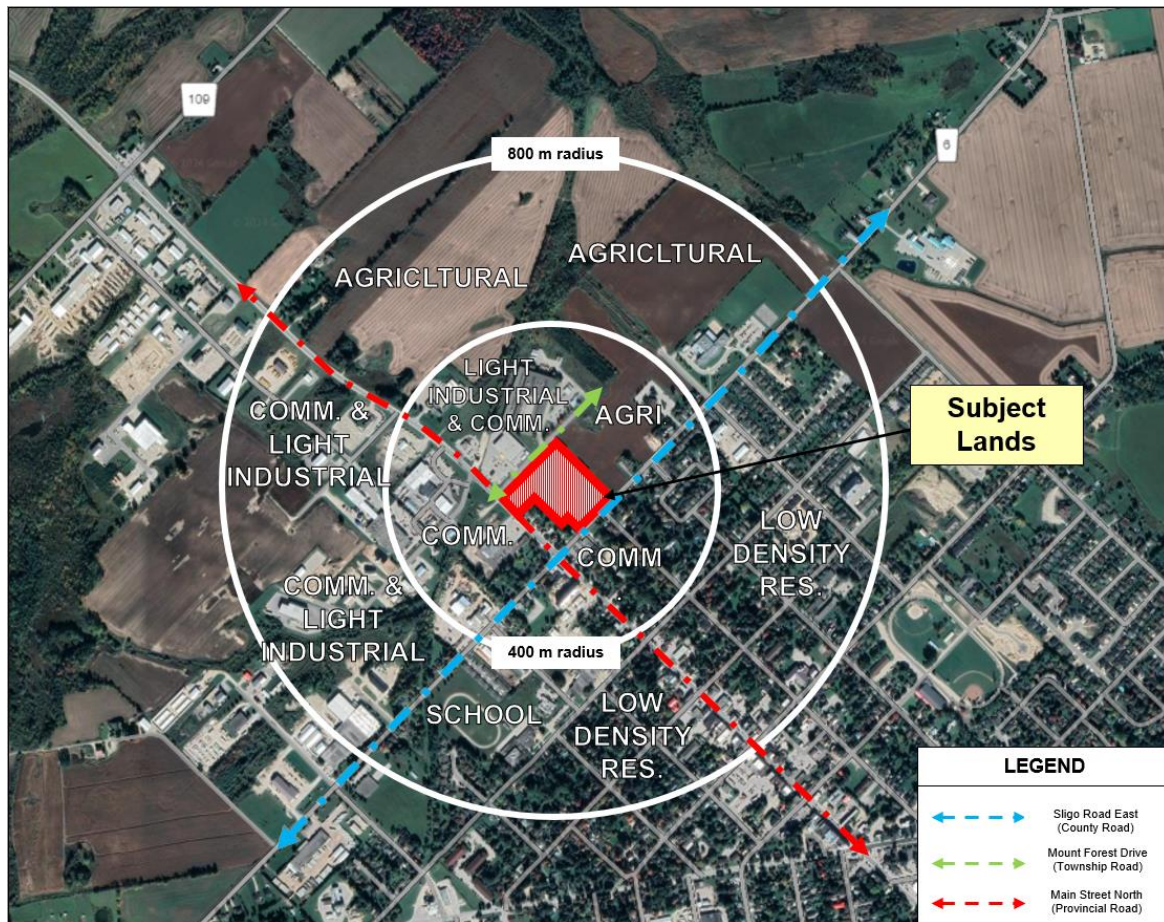 109
6
800 m radius
AGRICLTURAL
AGRICLTURAL
LIGHT
INDUSTRIAL
& COMM.
AGRI.
Subject
Lands
COMM. &
LIGHT
INDUSTRIAL
COMM.
COMM
.
LOW
DENSITY
RES.
COMM. &
LIGHT
INDUSTRIAL
400 m radius
SCHOOL
LOW
DENSITY
RES.
LEGEND
Sligo Road East
(County Road)
Mount Forest Drive
(Township Road)
Main Street North
(Provincial Road)